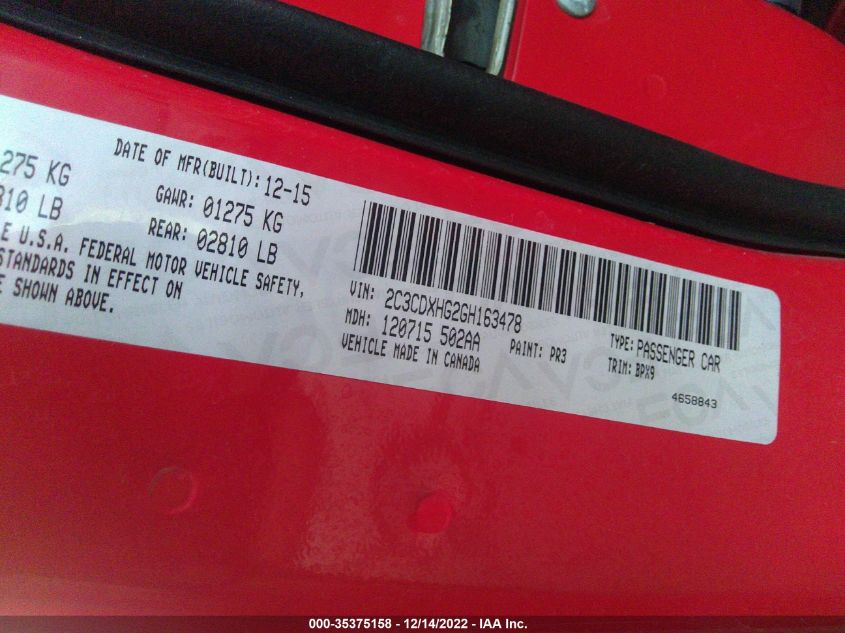 DATE OF MFR(BUILT): 12-15
275 KG GAWR: 01275 KG
810 LB REAR: 02810 LB
E U.S.A. FEDERAL MOTOR VEHICLE SAFETY,
STANDARDS IN EFFECT ON
E SHOWN ABOVE.
VIN: 2C3CDXHG2GH163478
MDH: 120715 502AA PAINT: PR3 TYPE: PASSENGER CAR
VEHICLE MADE IN CANADA TRIM: BPX9
4658843
000-35375158 - 12/14/2022 - IAA Inc.